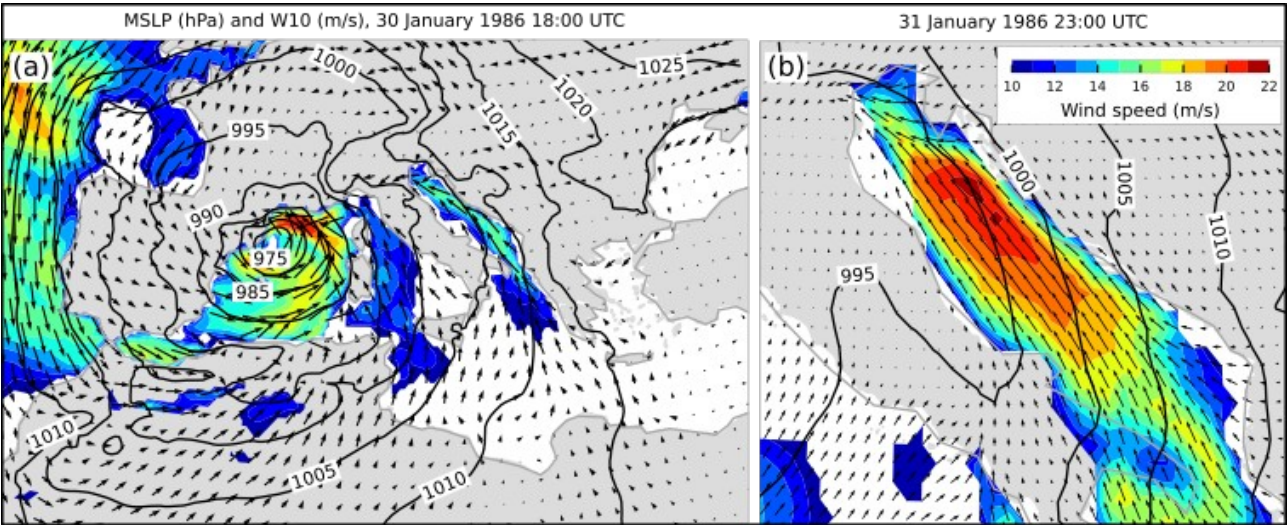 MSLP (hPa) and W10 (m/s), 30 January 1986 18:00 UTC
31 January 1986 23:00 UTC
(a)
1000
1025
1020
1015
995
990
975
985
1010
1005
1010
(b)
10 12 14 16 18 20 22
Wind speed (m/s)
1000
1005
1010
995